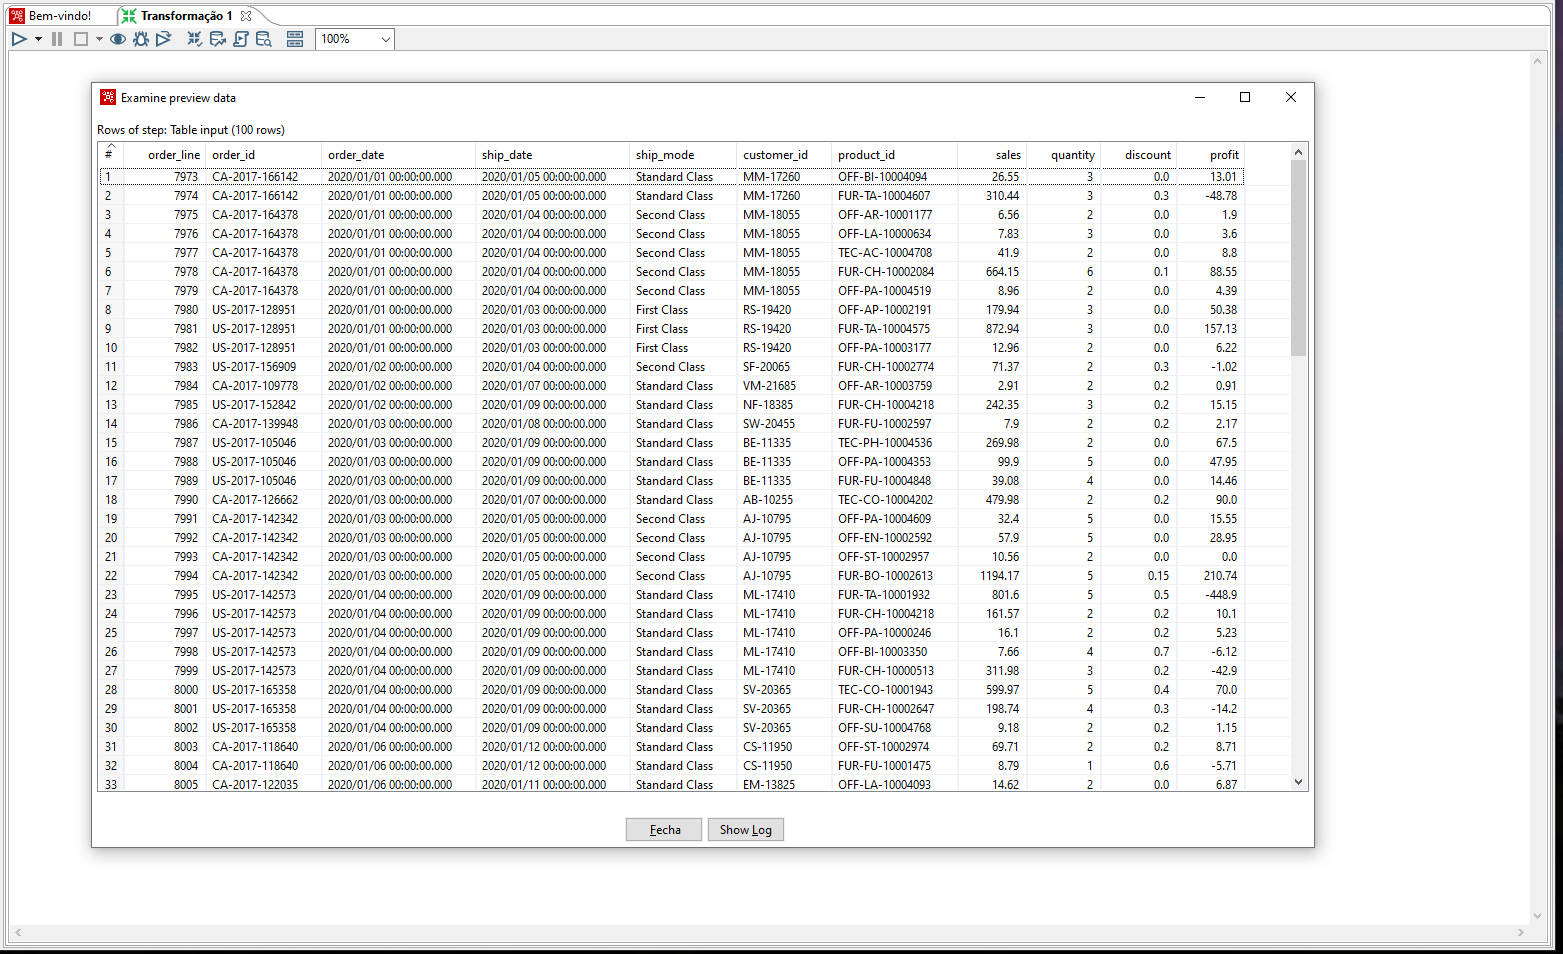 Bem-vindo! Transformação 1
100%
Examine preview data
Rows of step: Table input (100 rows)
# order_line order_id order_date ship_date ship_mode customer_id product_id sales quantity discount profit
1 7973 CA-2017-166142 2020/01/01 00:00:00.000 2020/01/05 00:00:00.000 Standard Class MM-17260 OFF-BI-10004094 26.55 3 0.0 13.01
2 7974 CA-2017-166142 2020/01/01 00:00:00.000 2020/01/05 00:00:00.000 Standard Class MM-17260 FUR-TA-10004607 310.44 3 0.3 -48.78
3 7975 CA-2017-164378 2020/01/01 00:00:00.000 2020/01/04 00:00:00.000 Second Class MM-18055 OFF-AR-10001177 6.56 2 0.0 1.9
4 7976 CA-2017-164378 2020/01/01 00:00:00.000 2020/01/04 00:00:00.000 Second Class MM-18055 OFF-LA-10000634 7.83 3 0.0 3.6
5 7977 CA-2017-164378 2020/01/01 00:00:00.000 2020/01/04 00:00:00.000 Second Class MM-18055 TEC-AC-10004708 41.9 2 0.0 8.8
6 7978 CA-2017-164378 2020/01/01 00:00:00.000 2020/01/04 00:00:00.000 Second Class MM-18055 FUR-CH-10002084 664.15 6 0.1 88.55
7 7979 CA-2017-164378 2020/01/01 00:00:00.000 2020/01/04 00:00:00.000 Second Class MM-18055 OFF-PA-10004519 8.96 2 0.0 4.39
8 7980 US-2017-128951 2020/01/01 00:00:00.000 2020/01/03 00:00:00.000 First Class RS-19420 OFF-AP-10002191 179.94 3 0.0 50.38
9 7981 US-2017-128951 2020/01/01 00:00:00.000 2020/01/03 00:00:00.000 First Class RS-19420 FUR-TA-10004575 872.94 3 0.0 157.13
10 7982 US-2017-128951 2020/01/01 00:00:00.000 2020/01/03 00:00:00.000 First Class RS-19420 OFF-PA-10003177 12.96 2 0.0 6.22
11 7983 US-2017-156909 2020/01/02 00:00:00.000 2020/01/04 00:00:00.000 Second Class SF-20065 FUR-CH-10002774 71.37 2 0.3 -1.02
12 7984 CA-2017-109778 2020/01/02 00:00:00.000 2020/01/07 00:00:00.000 Standard Class VM-21685 OFF-AR-10003759 2.91 2 0.2 0.91
13 7985 US-2017-152842 2020/01/02 00:00:00.000 2020/01/09 00:00:00.000 Standard Class NF-18385 FUR-CH-10004218 242.35 3 0.2 15.15
14 7986 CA-2017-139948 2020/01/03 00:00:00.000 2020/01/08 00:00:00.000 Standard Class SW-20455 FUR-FU-10002597 7.9 2 0.2 2.17
15 7987 US-2017-105046 2020/01/03 00:00:00.000 2020/01/09 00:00:00.000 Standard Class BE-11335 TEC-PH-10004536 269.98 2 0.0 67.5
16 7988 US-2017-105046 2020/01/03 00:00:00.000 2020/01/09 00:00:00.000 Standard Class BE-11335 OFF-PA-10004353 99.9 5 0.0 47.95
17 7989 US-2017-105046 2020/01/03 00:00:00.000 2020/01/09 00:00:00.000 Standard Class BE-11335 FUR-FU-10004848 39.08 4 0.0 14.46
18 7990 CA-2017-126662 2020/01/03 00:00:00.000 2020/01/07 00:00:00.000 Standard Class AB-10255 TEC-CO-10004202 479.98 2 0.2 90.0
19 7991 CA-2017-142342 2020/01/03 00:00:00.000 2020/01/05 00:00:00.000 Second Class AJ-10795 OFF-PA-10004609 32.4 5 0.0 15.55
20 7992 CA-2017-142342 2020/01/03 00:00:00.000 2020/01/05 00:00:00.000 Second Class AJ-10795 OFF-EN-10002592 57.9 5 0.0 28.95
21 7993 CA-2017-142342 2020/01/03 00:00:00.000 2020/01/05 00:00:00.000 Second Class AJ-10795 OFF-ST-10002957 10.56 2 0.0 0.0
22 7994 CA-2017-142342 2020/01/03 00:00:00.000 2020/01/05 00:00:00.000 Second Class AJ-10795 FUR-BO-10002613 1194.17 5 0.15 210.74
23 7995 US-2017-142573 2020/01/04 00:00:00.000 2020/01/09 00:00:00.000 Standard Class ML-17410 FUR-TA-10001932 801.6 5 0.5 -448.9
24 7996 US-2017-142573 2020/01/04 00:00:00.000 2020/01/09 00:00:00.000 Standard Class ML-17410 FUR-CH-10004218 161.57 2 0.2 10.1
25 7997 US-2017-142573 2020/01/04 00:00:00.000 2020/01/09 00:00:00.000 Standard Class ML-17410 OFF-PA-10000246 16.1 2 0.2 5.23
26 7998 US-2017-142573 2020/01/04 00:00:00.000 2020/01/09 00:00:00.000 Standard Class ML-17410 OFF-BI-10003350 7.66 4 0.7 -6.12
27 7999 US-2017-142573 2020/01/04 00:00:00.000 2020/01/09 00:00:00.000 Standard Class ML-17410 FUR-CH-10000513 311.98 3 0.2 -42.9
28 8000 US-2017-165358 2020/01/04 00:00:00.000 2020/01/09 00:00:00.000 Standard Class SV-20365 TEC-CO-10001943 599.97 5 0.4 70.0
29 8001 US-2017-165358 2020/01/04 00:00:00.000 2020/01/09 00:00:00.000 Standard Class SV-20365 FUR-CH-10002647 198.74 4 0.3 -14.2
30 8002 US-2017-165358 2020/01/04 00:00:00.000 2020/01/09 00:00:00.000 Standard Class SV-20365 OFF-SU-10004768 9.18 2 0.2 1.15
31 8003 CA-2017-118640 2020/01/06 00:00:00.000 2020/01/12 00:00:00.000 Standard Class CS-11950 OFF-ST-10002974 69.71 2 0.2 8.71
32 8004 CA-2017-118640 2020/01/06 00:00:00.000 2020/01/12 00:00:00.000 Standard Class CS-11950 FUR-FU-10001475 8.79 1 0.6 -5.71
33 8005 CA-2017-122035 2020/01/06 00:00:00.000 2020/01/11 00:00:00.000 Standard Class EM-13825 OFF-LA-10004093 14.62 2 0.0 6.87
Fecha Show Log